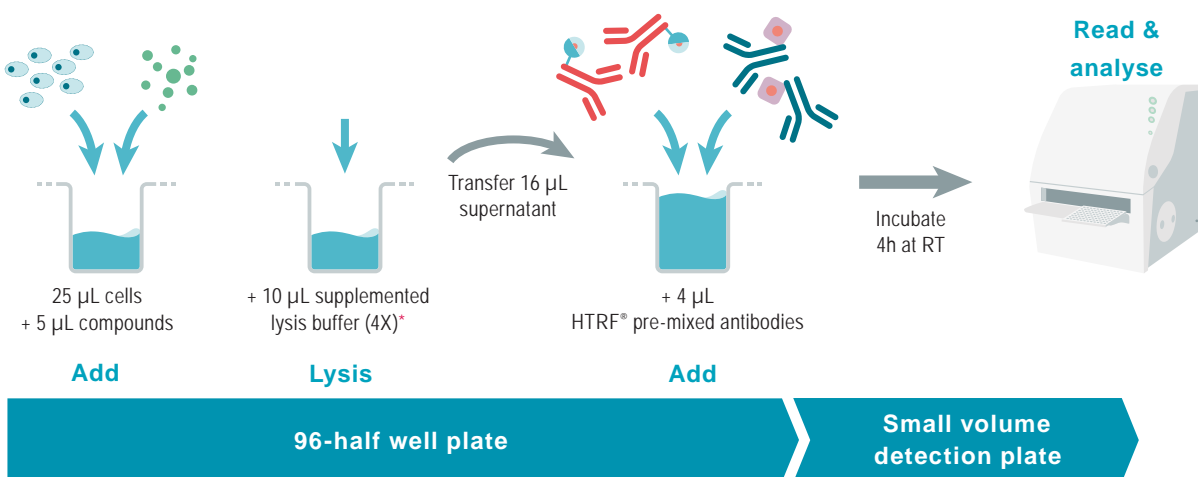 Read &
analyse
Transfer 16 µL
supernatant
Incubate
4h at RT
25 µL cells
+ 5 µL compounds
+ 10 µL supplemented
lysis buffer (4X)*
+ 4 µL
HTRF® pre-mixed antibodies
Add
Lysis
Add
96-half well plate
Small volume
detection plate